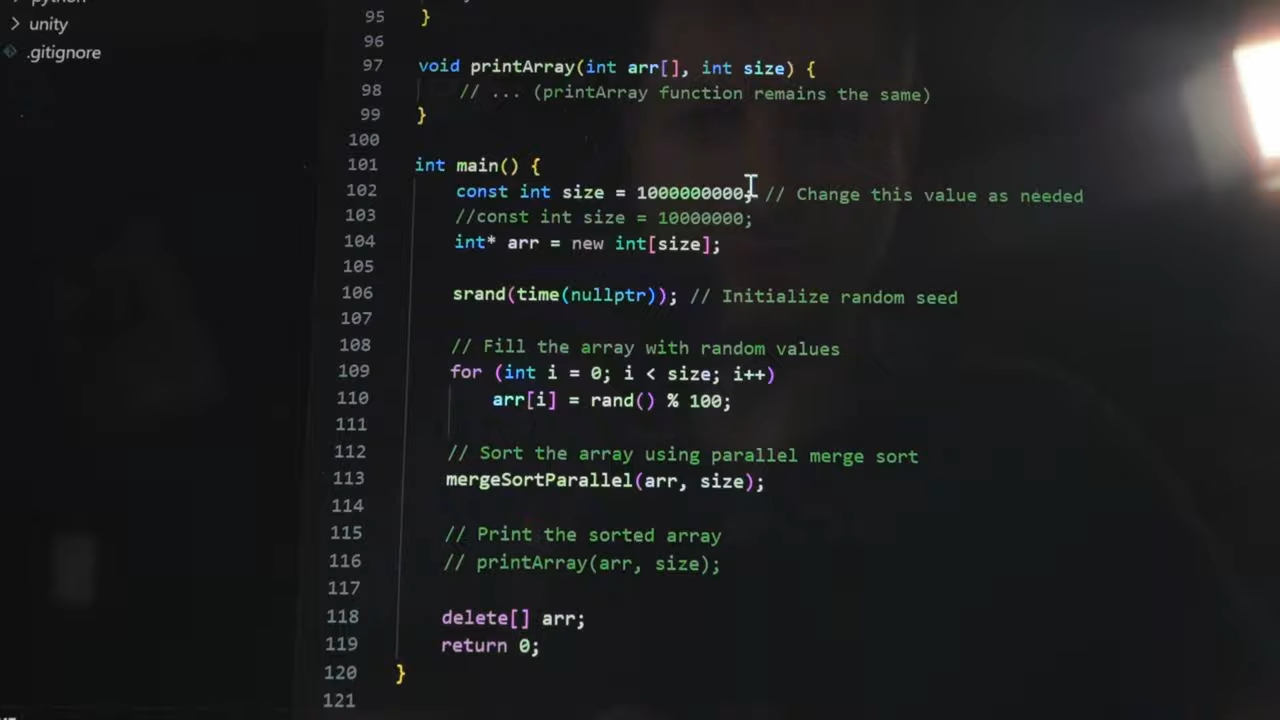 unity
.gitignore
95 }
96
97 void printArray(int arr[], int size) {
98 // ... (printArray function remains the same)
99 }
100
101 int main() {
102 const int size = 1000000000; // Change this value as needed
103 //const int size = 10000000;
104 int* arr = new int[size];
105
106 srand(time(nullptr)); // Initialize random seed
107
108 // Fill the array with random values
109 for (int i = 0; i < size; i++)
110 arr[i] = rand() % 100;
111
112 // Sort the array using parallel merge sort
113 mergeSortParallel(arr, size);
114
115 // Print the sorted array
116 // printArray(arr, size);
117
118 delete[] arr;
119 return 0;
120 }
121